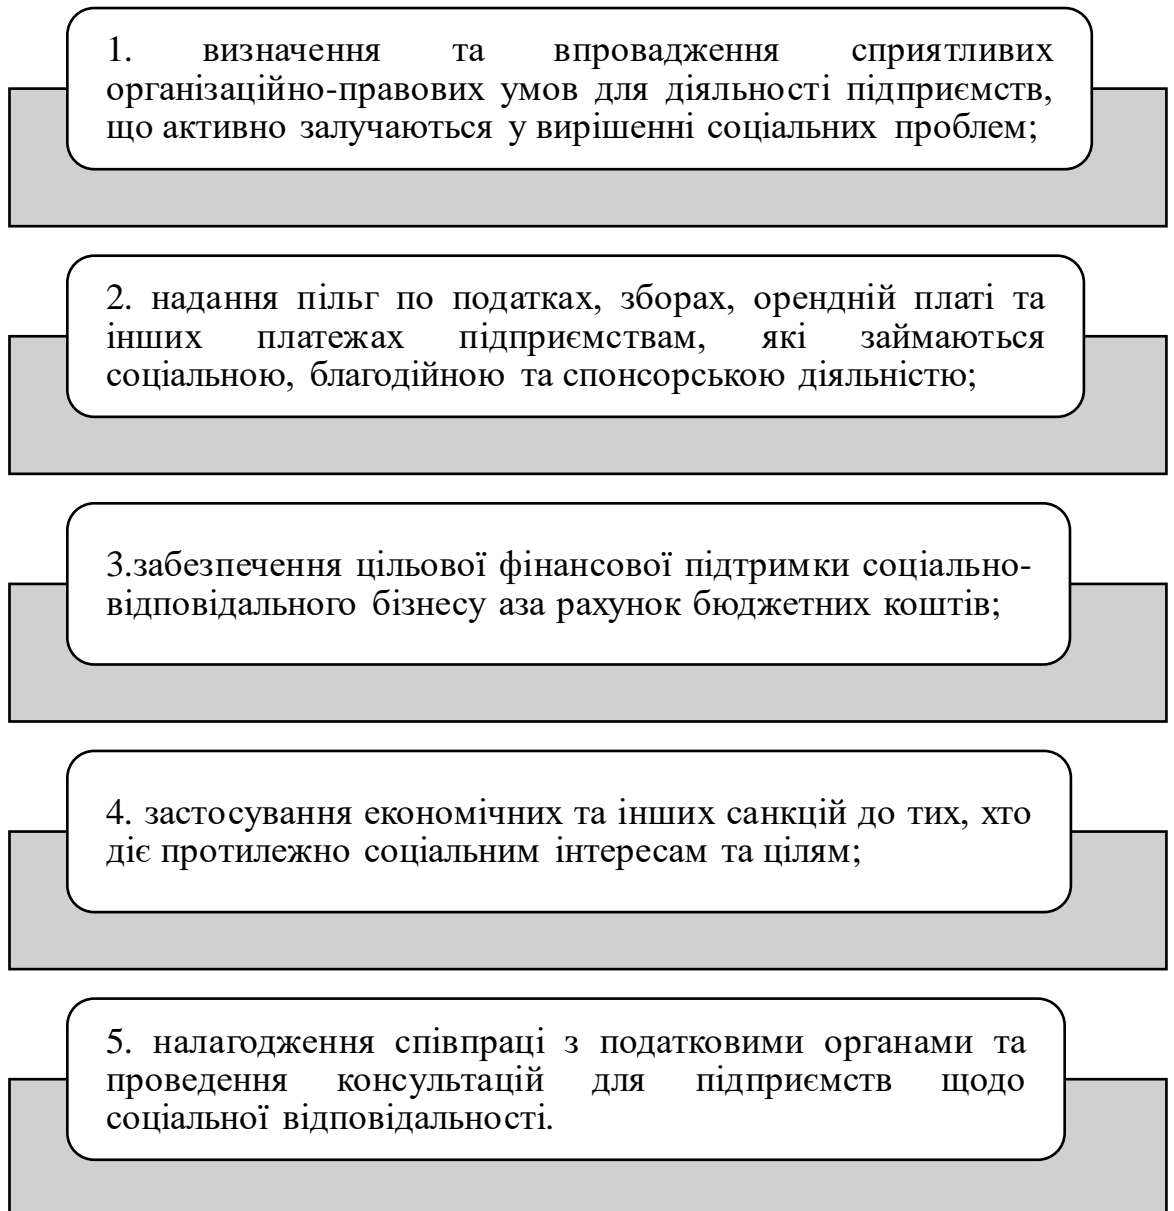 1. визначення та впровадження сприятливих
організаційно-правових умов для діяльності підприємств,
що активно залучаються у вирішенні соціальних проблем;
2. надання пільг по податках, зборах, орендній платі та
інших платежах підприємствам, які займаються
соціальною, благодійною та спонсорською діяльністю;
3.забезпечення цільової фінансової підтримки соціально-
відповідального бізнесу аза рахунок бюджетних коштів;
4. застосування економічних та інших санкцій до тих, хто
діє протилежно соціальним інтересам та цілям;
5. налагодження співпраці з податковими органами та
проведення консультацій для підприємств щодо
соціальної відповідальності.